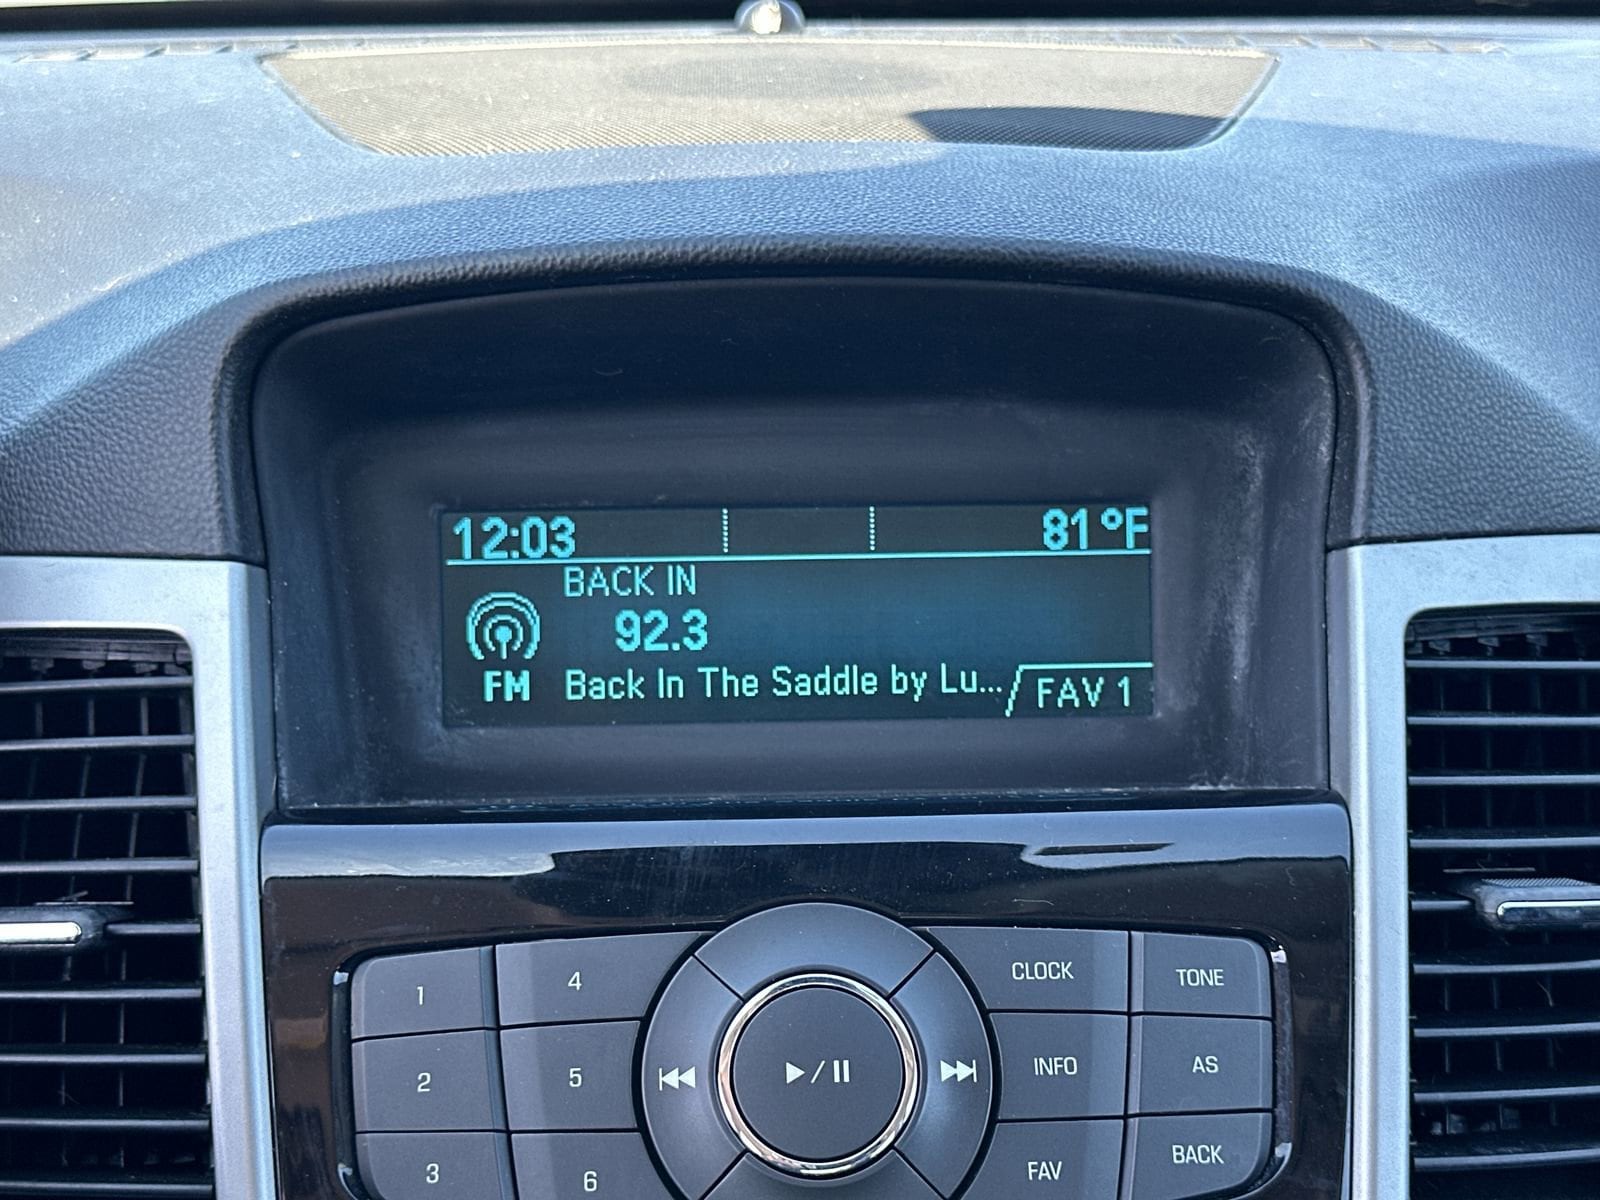 12:03 81°F
BACK IN
92.3
FM Back In The Saddle by Lu... FAV 1
1 4 CLOCK TONE
2 5 ⏮ ▶/⏸ ⏭ INFO AS
3 6 FAV BACK